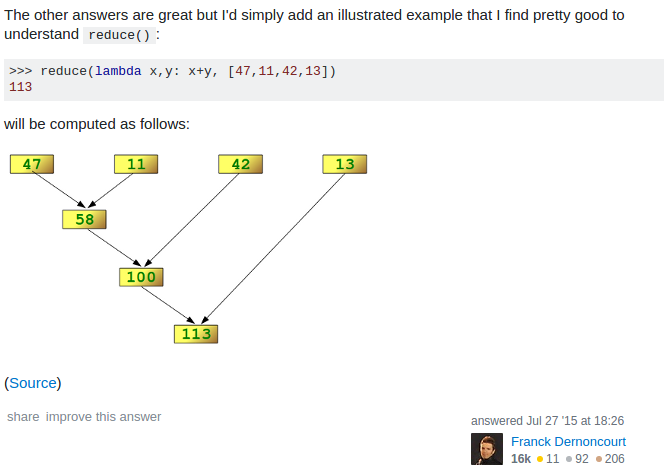 The other answers are great but I'd simply add an illustrated example that I find pretty good to
understand reduce() :
>>> reduce(lambda x,y: x+y, [47,11,42,13])
113
will be computed as follows:
47 11 42 13
58
100
113
(Source)
share improve this answer
answered Jul 27 '15 at 18:26
Franck Dernoncourt
16k 11 92 206